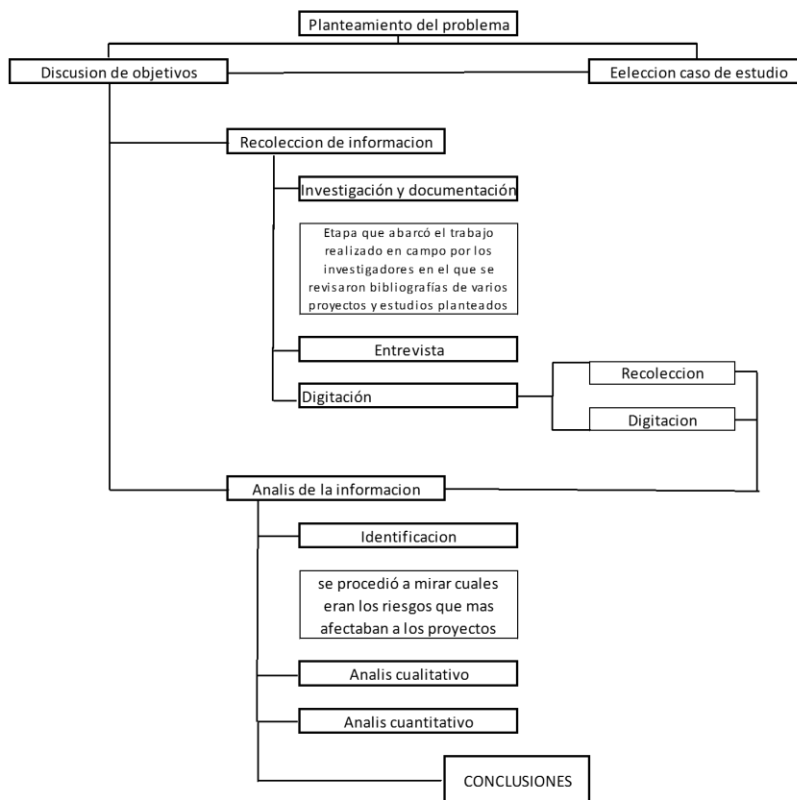 Planteamiento del problema
Discusion de objetivos
Eeleccion caso de estudio
Recoleccion de informacion
Investigación y documentación
Etapa que abarcó el trabajo
realizado en campo por los
investigadores en el que se
revisaron bibliografías de varios
proyectos y estudios planteados
Entrevista
Digitación
Recoleccion
Digitacion
Analis de la informacion
Identificacion
se procedió a mirar cuales
eran los riesgos que mas
afectaban a los proyectos
Analis cualitativo
Analis cuantitativo
CONCLUSIONES